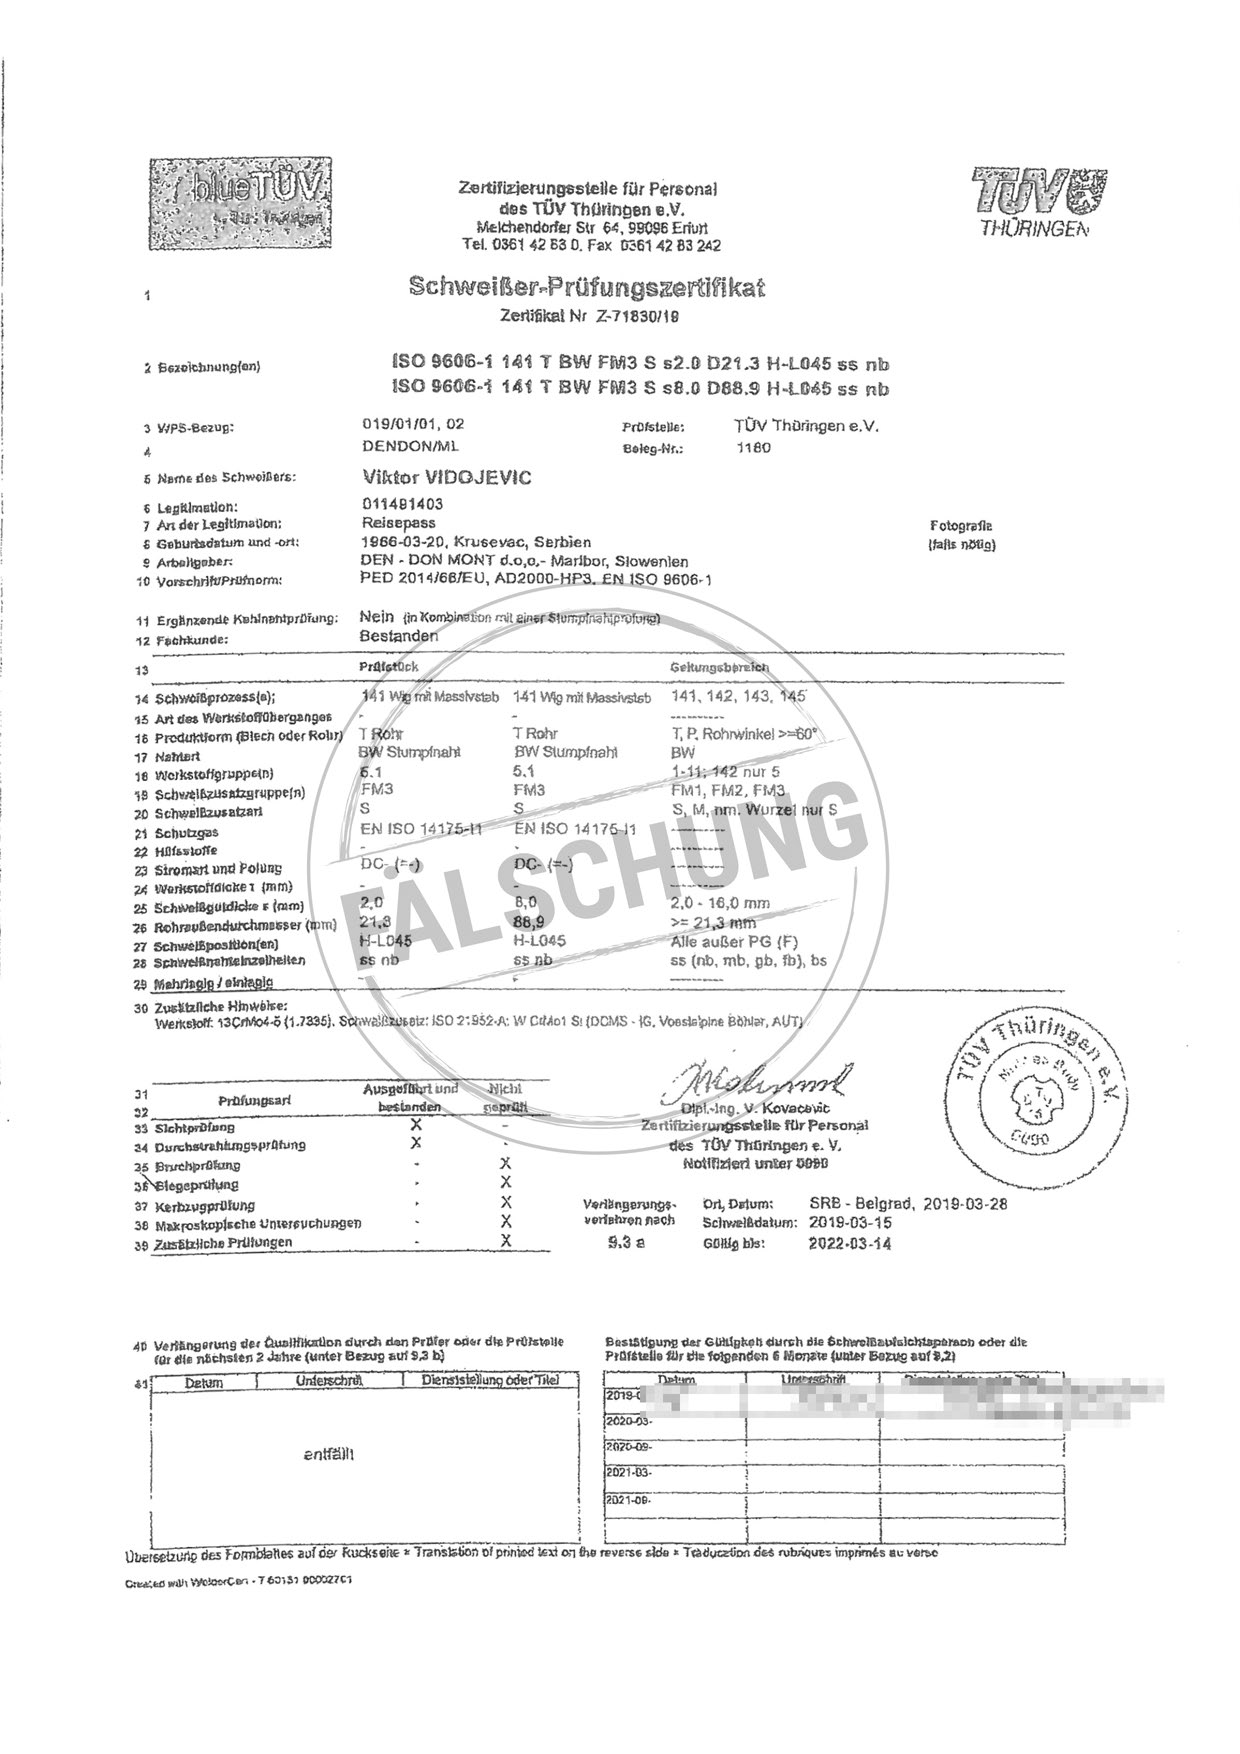 blueTÜV
by TÜV Thüringen
Zertifizierungsstelle für Personal
des TÜV Thüringen e.V.
Melchendorfer Str 64, 99096 Erfurt
Tel. 0361 42 83 0. Fax 0361 42 83 242
TÜV
THÜRINGEN
1 Schweißer-Prüfungszertifikat
Zertifikat Nr Z-71830/19
2 Bezeichnung(en) ISO 9606-1 141 T BW FM3 S s2.0 D21.3 H-L045 ss nb
ISO 9606-1 141 T BW FM3 S s8.0 D88.9 H-L045 ss nb
3 WPS-Bezug: 019/01/01, 02 Prüfstelle: TÜV Thüringen e.V.
4 DENDON/ML Beleg-Nr.: 1180
5 Name des Schweißers: Viktor VIDOJEVIC
6 Legitimation: 011481403
7 Art der Legitimation: Reisepass Fotografie
8 Geburtsdatum und -ort: 1966-03-20, Krusevac, Serbien (falls nötig)
9 Arbeitgeber: DEN - DON MONT d.o.o.- Maribor, Slowenien
10 Vorschrift/Prüfnorm: PED 2014/68/EU, AD2000-HP3, EN ISO 9606-1
11 Ergänzende Kehlnahtprüfung: Nein (in Kombination mit einer Stumpfnahtprüfung)
12 Fachkunde: Bestanden
13 Prüfstück Geltungsbereich
14 Schweißprozess(e); 141 Wig mit Massivstab 141 Wig mit Massivstab 141, 142, 143, 145
15 Art des Werkstoffüberganges - - ---------
16 Produktform (Blech oder Rohr) T Rohr T Rohr T, P, Rohrwinkel >=60°
17 Nahtart BW Stumpfnaht BW Stumpfnaht BW
18 Werkstoffgruppe(n) 5.1 5.1 1-11; 142 nur 5
19 Schweißzusatzgruppe(n) FM3 FM3 FM1, FM2, FM3
20 Schweißzusatzart S S S, M, nm. Wurzel nur S
21 Schutzgas EN ISO 14175-I1 EN ISO 14175-I1 ---------
22 Hilfsstoffe - - ---------
23 Stromart und Polung DC- (=-) DC- (=-) ---------
24 Werkstoffdicke t (mm) - - ---------
25 Schweißgutdicke s (mm) 2,0 8,0 2,0 - 16,0 mm
26 Rohraußendurchmesser (mm) 21,3 88,9 >= 21,3 mm
27 Schweißposition(en) H-L045 H-L045 Alle außer PG (F)
28 Schweißnahteinzelheiten ss nb ss nb ss (nb, mb, gb, fb), bs
29 Mehrlagig / einlagig - - ---------
FÄLSCHUNG
30 Zusätzliche Hinweise:
Werkstoff: 13CrMo4-5 (1.7335), Schweißzusatz: ISO 21952-A: W CrMo1 Si (DCMS - IG, Voestalpine Böhler, AUT)
31 Prüfungsart Ausgeführt und Nicht
32 bestanden geprüft
33 Sichtprüfung X -
34 Durchstrahlungsprüfung X -
35 Bruchprüfung - X
36 Biegeprüfung - X
37 Kerbzugprüfung - X
38 Makroskopische Untersuchungen - X
39 Zusätzliche Prüfungen - X
Dipl.-Ing. V. Kovacevic
Zertifizierungsstelle für Personal
des TÜV Thüringen e. V.
Notifiziert unter 0090
TÜV Thüringen e.V.
0090
Verlängerungs- Ort, Datum: SRB - Belgrad, 2019-03-28
verfahren nach Schweißdatum: 2019-03-15
9.3 a Gültig bis: 2022-03-14
40 Verlängerung der Qualifikation durch den Prüfer oder die Prüfstelle
für die nächsten 2 Jahre (unter Bezug auf 9,3 b)
41 Datum Unterschrift Dienststellung oder Titel
entfällt
Bestätigung der Gültigkeit durch die Schweißaufsichtsperson oder die
Prüfstelle für die folgenden 6 Monate (unter Bezug auf 9,2)
Datum Unterschrift Dienststellung oder Titel
2019-0
2020-03-
2020-09-
2021-03-
2021-09-
Übersetzung des Formblattes auf der Rückseite * Translation of printed text on the reverse side * Traduction des rubriques imprimés au verso
Created with WelderCert -